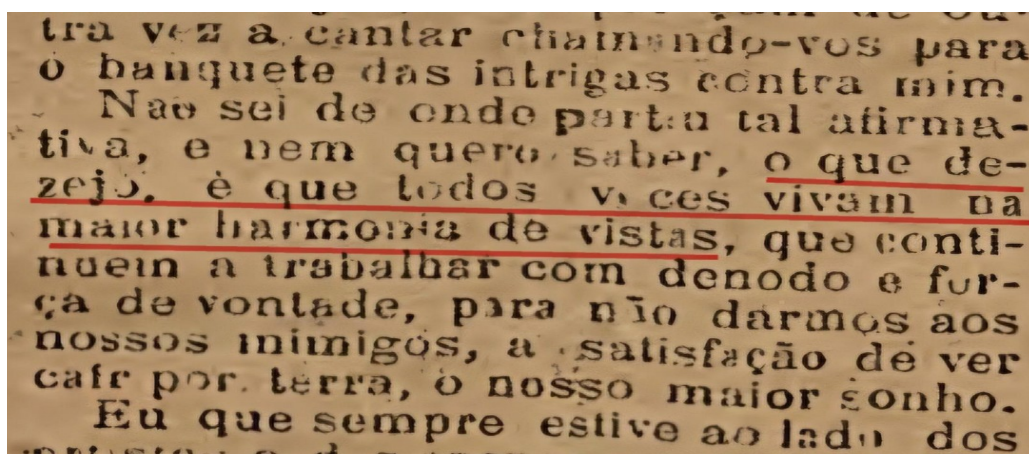 tra vez a cantar chamando-vos para
o banquete das intrigas contra mim.
Nao sei de onde partiu tal afirma-
tiva, e nem quero saber, o que de-
zejo, é que todos voces vivam na
maior harmonia de vistas, que conti-
nuem a trabalhar com denodo e for-
ça de vontade, para não darmos aos
nossos inimigos, a satisfação de ver
cair por terra, o nosso maior sonho.
Eu que sempre estive ao lado dos